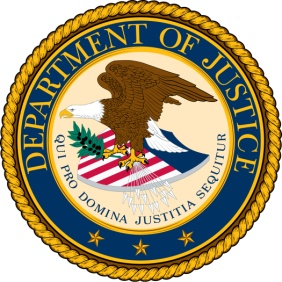 DEPARTMENT OF JUSTICE
QUI PRO DOMINA JUSTITIA SEQUITUR